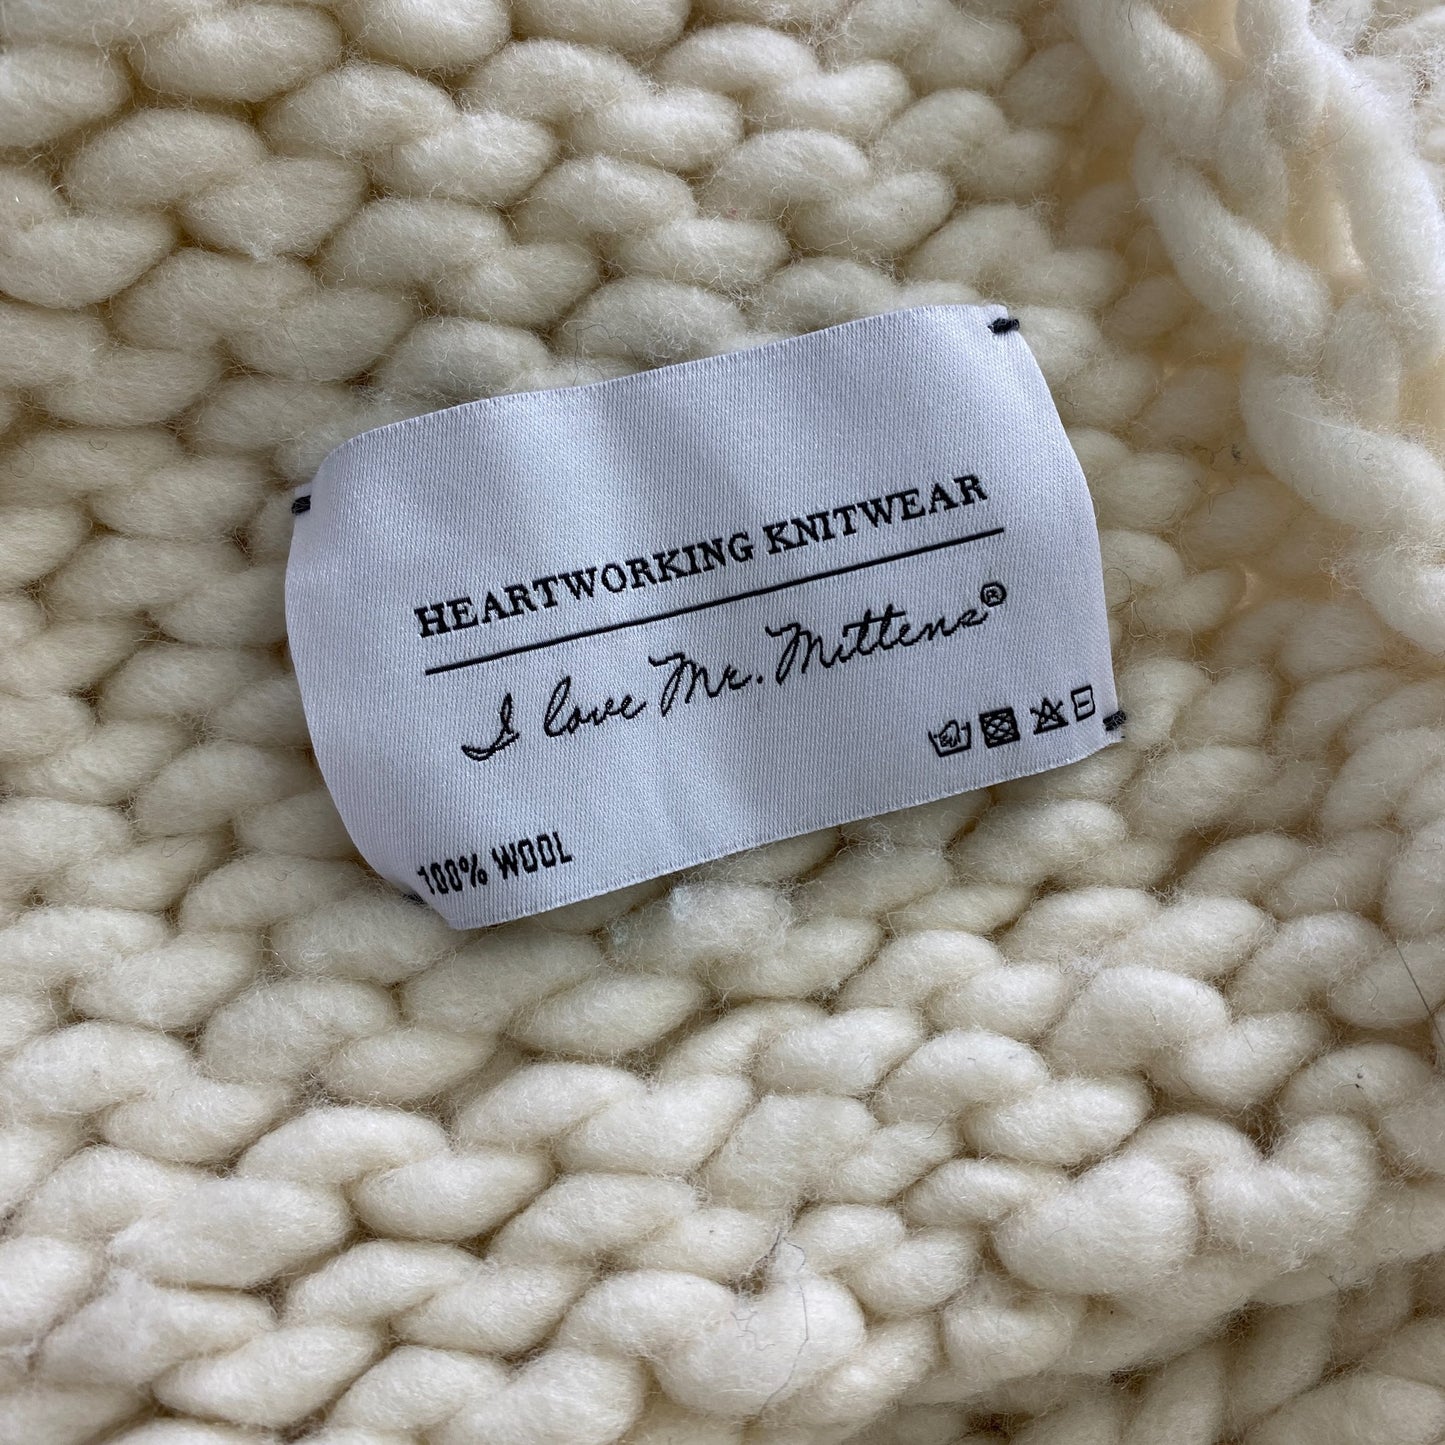 HEARTWORKING KNITWEAR
I love Mr. Mittens®
100% WOOL